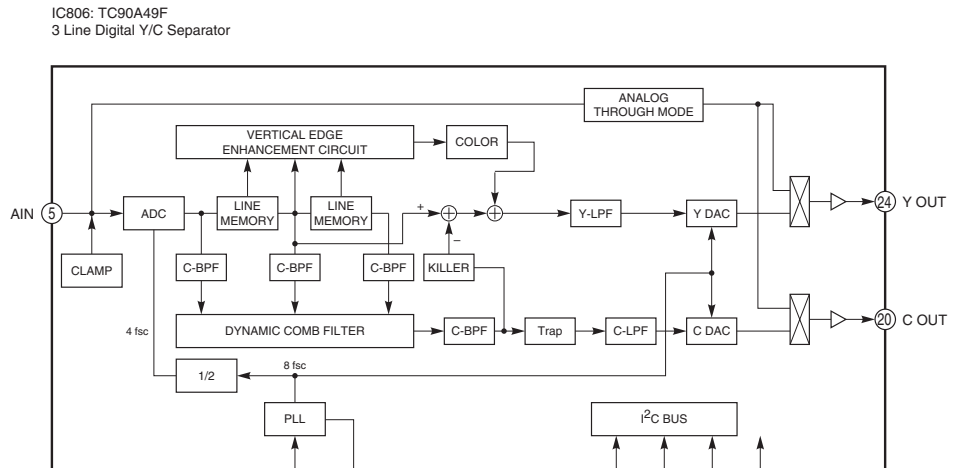 IC806: TC90A49F
3 Line Digital Y/C Separator
ANALOG
THROUGH MODE
VERTICAL EDGE
ENHANCEMENT CIRCUIT
COLOR
AIN
5
ADC
LINE
MEMORY
LINE
MEMORY
+
Y-LPF
Y DAC
24
Y OUT
–
CLAMP
C-BPF
C-BPF
C-BPF
KILLER
4 fsc
DYNAMIC COMB FILTER
C-BPF
Trap
C-LPF
C DAC
20
C OUT
1/2
8 fsc
PLL
I²C BUS